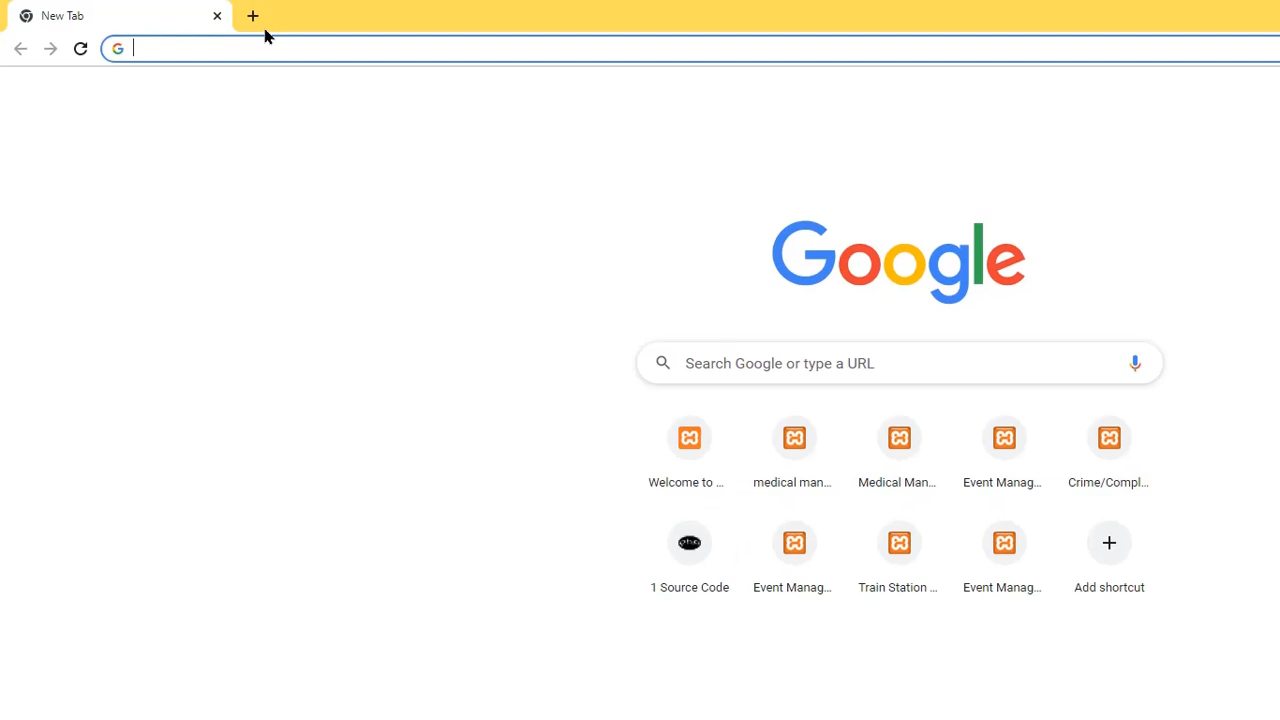 New Tab
Google
Search Google or type a URL
Welcome to ...
medical man...
Medical Man...
Event Manag...
Crime/Compl...
1 Source Code
Event Manag...
Train Station ...
Event Manag...
Add shortcut